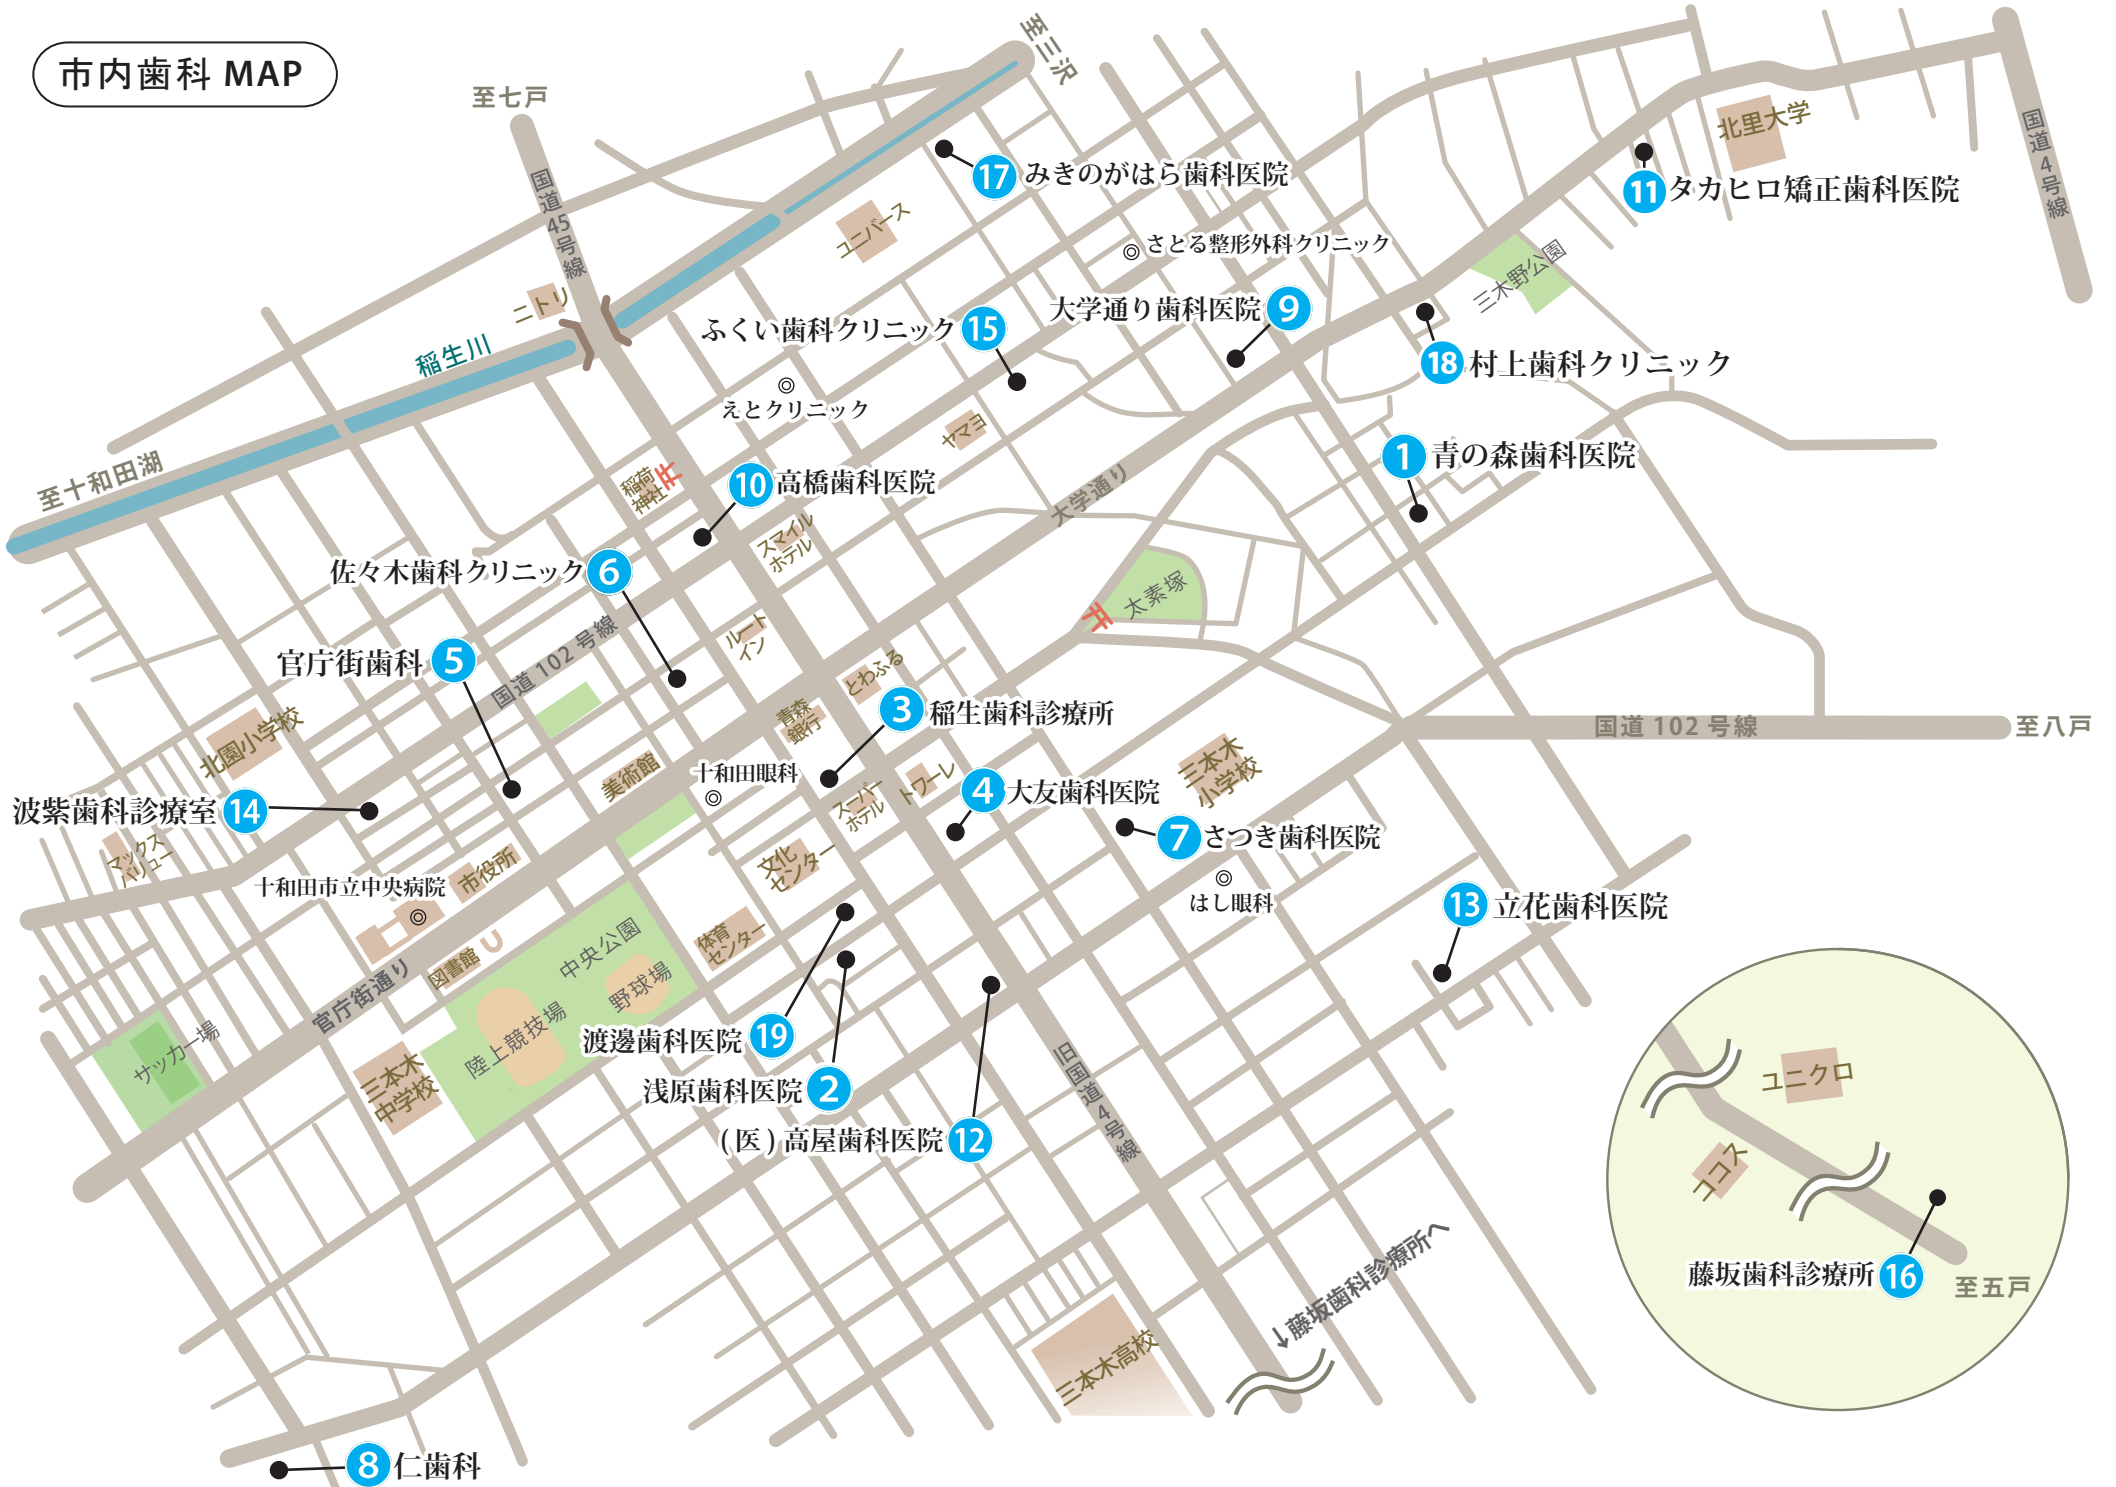 市内歯科 MAP
至三沢
至七戸
国道45号線
国道4号線
北里大学
⑰ みきのがはら歯科医院
⑪ タカヒロ矯正歯科医院
ユニバース
さとる整形外科クリニック
三木野公園
ニトリ
大学通り歯科医院 ⑨
ふくい歯科クリニック ⑮
稲生川
⑱ 村上歯科クリニック
えとクリニック
ヤマヨ
① 青の森歯科医院
至十和田湖
稲荷
神社
⑩ 高橋歯科医院
大学通り
スマイル
ホテル
佐々木歯科クリニック ⑥
太素塚
ルート
イン
国道 102 号線
官庁街歯科 ⑤
とわふる
青森
銀行
③ 稲生歯科診療所
国道 102 号線
至八戸
北園小学校
美術館
十和田眼科
三本木
小学校
トワーレ
スーパー
ホテル
④ 大友歯科医院
波紫歯科診療室 ⑭
⑦ さつき歯科医院
マックス
バリュー
文化
センター
市役所
十和田市立中央病院
はし眼科
⑬ 立花歯科医院
体育
センター
中央公園
図書館
野球場
官庁街通り
陸上競技場
サッカー場
渡邊歯科医院 ⑲
三本木
中学校
浅原歯科医院 ②
旧国道4号線
(医)高屋歯科医院 ⑫
ユニクロ
ココス
藤坂歯科診療所 ⑯
至五戸
↓藤坂歯科診療所へ
三本木高校
⑧ 仁歯科